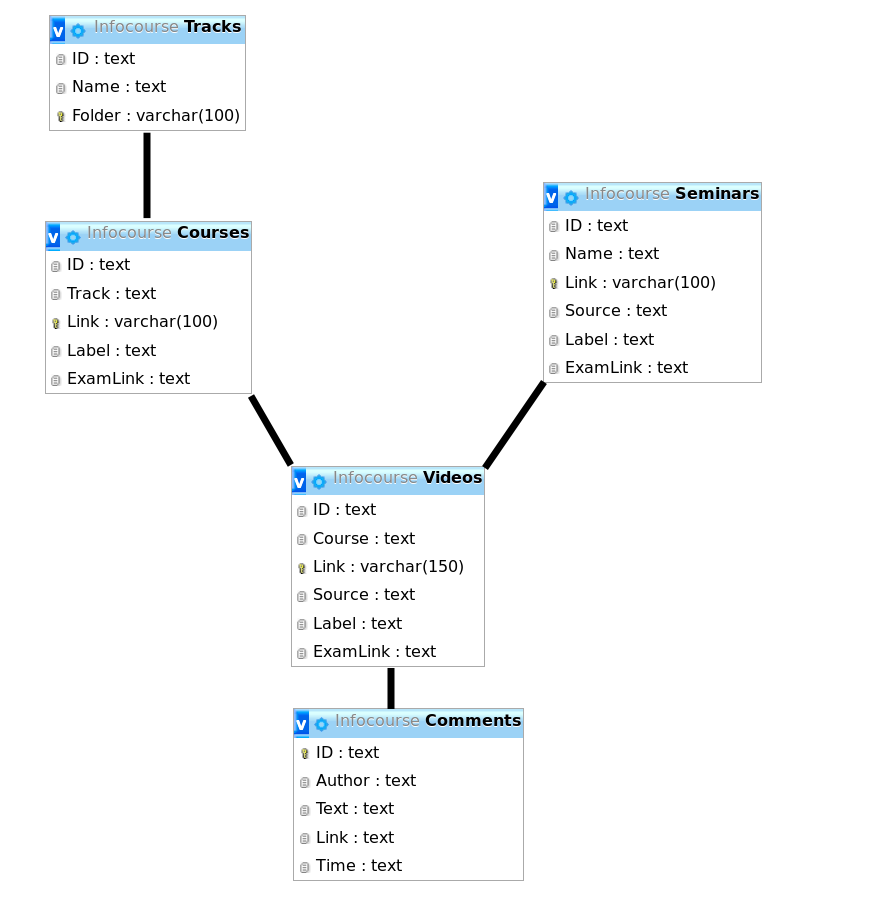 v Infocourse Tracks
ID : text
Name : text
Folder : varchar(100)
v Infocourse Courses
ID : text
Track : text
Link : varchar(100)
Label : text
ExamLink : text
v Infocourse Seminars
ID : text
Name : text
Link : varchar(100)
Source : text
Label : text
ExamLink : text
v Infocourse Videos
ID : text
Course : text
Link : varchar(150)
Source : text
Label : text
ExamLink : text
v Infocourse Comments
ID : text
Author : text
Text : text
Link : text
Time : text